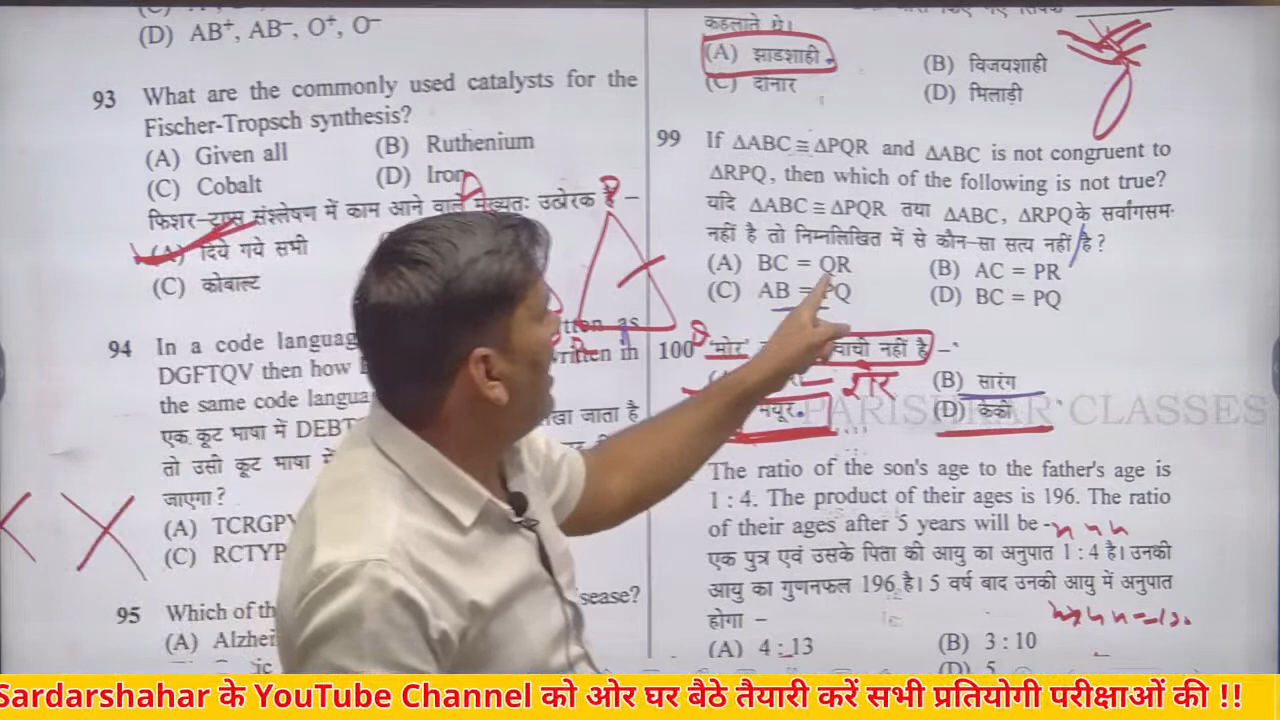 (D) AB⁺, AB⁻, O⁺, O⁻
93 What are the commonly used catalysts for the
Fischer-Tropsch synthesis?
(A) Given all (B) Ruthenium
(C) Cobalt (D) Iron
फिशर-ट्राप्स संश्लेषण में काम आने वाले मुख्यतः उत्प्रेरक है –
(A) दिये गये सभी
(C) कोबाल्ट
94 In a code languag
DGFTQV then how
the same code langua
एक कूट भाषा में DEBT
तो उसी कूट भाषा में
जाएगा ?
(A) TCRGPV
(C) RCTYP
95 Which of th sease?
(A) Alzhei
कहलाते थे।
(A) झाडशाही (B) विजयशाही
(C) दीनार (D) भिलाड़ी
99 If ΔABC ≅ ΔPQR and ΔABC is not congruent to
ΔRPQ, then which of the following is not true?
यदि ΔABC ≅ ΔPQR तथा ΔABC, ΔRPQ के सर्वांगसम
नहीं है तो निम्नलिखित में से कौन-सा सत्य नहीं है ?
(A) BC = QR (B) AC = PR
(C) AB = PQ (D) BC = PQ
100 'मोर' वाची नहीं है –
(B) सारंग
मयूर (D) केकी
PARISHKAR CLASSES
The ratio of the son's age to the father's age is
1 : 4. The product of their ages is 196. The ratio
of their ages after 5 years will be -
एक पुत्र एवं उसके पिता की आयु का अनुपात 1 : 4 है। उनकी
आयु का गुणनफल 196 है। 5 वर्ष बाद उनकी आयु में अनुपात
होगा –
(A) 4 : 13 (B) 3 : 10
Sardarshahar के YouTube Channel को ओर घर बैठे तैयारी करें सभी प्रतियोगी परीक्षाओं की !!